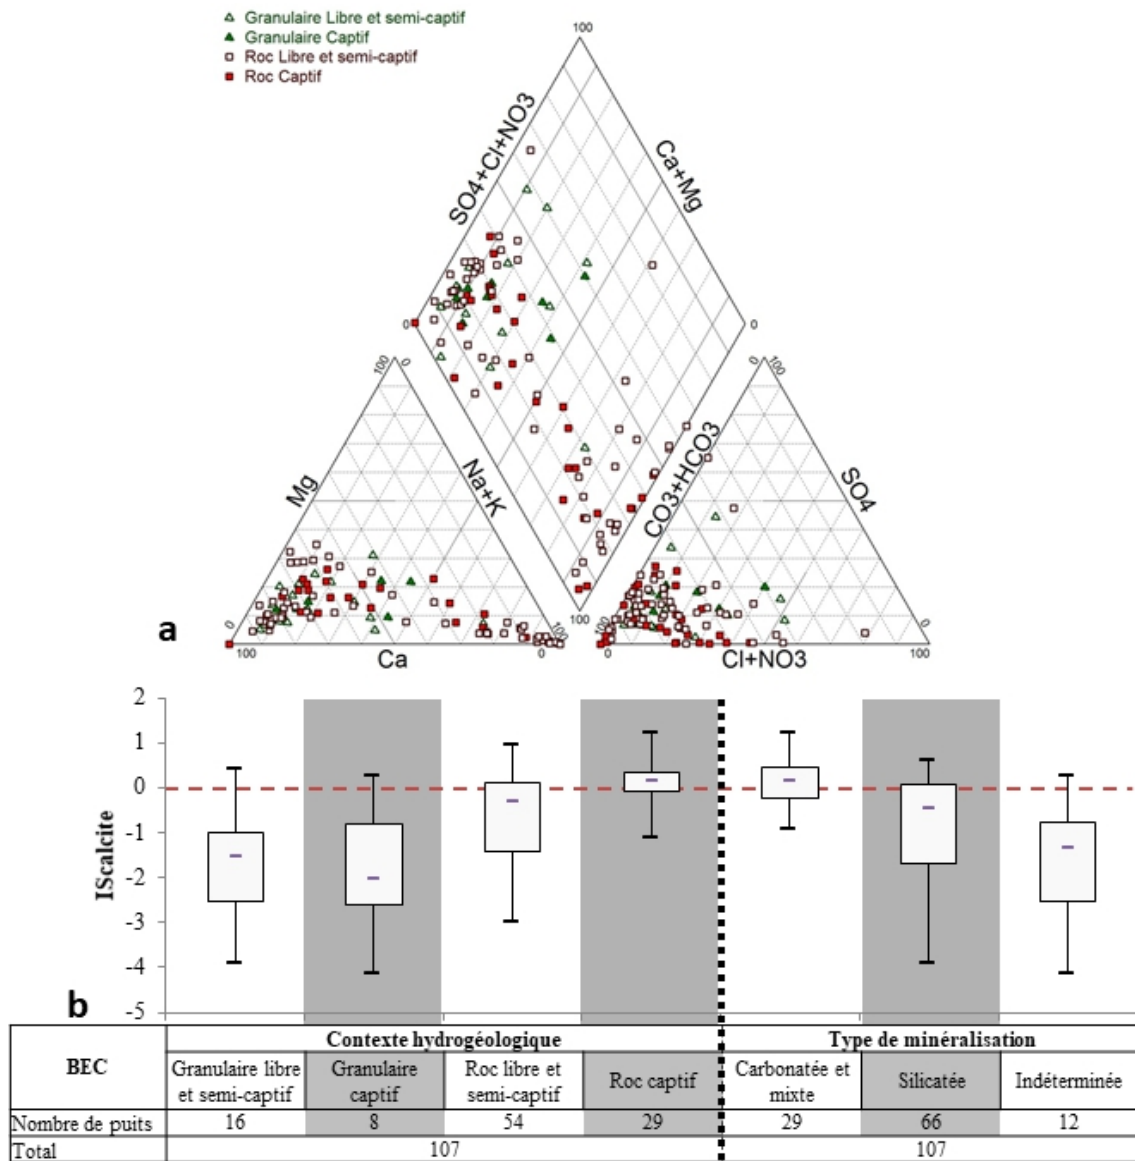 Granulaire Libre et semi-captif
Granulaire Captif
Roc Libre et semi-captif
Roc Captif
100
SO4+Cl+NO3
Ca+Mg
0
0
100
0
Mg
Na+K
0
100
100
Ca
0
100
CO3+HCO3
SO4
0
100
100
0
Cl+NO3
0
100
a
2
1
0
-1
-2
-3
-4
-5
IScalcite
b
BEC
Contexte hydrogéologique
Type de minéralisation
Granulaire libre et semi-captif
Granulaire captif
Roc libre et semi-captif
Roc captif
Carbonatée et mixte
Silicatée
Indéterminée
Nombre de puits 16 8 54 29 29 66 12
Total 107 107